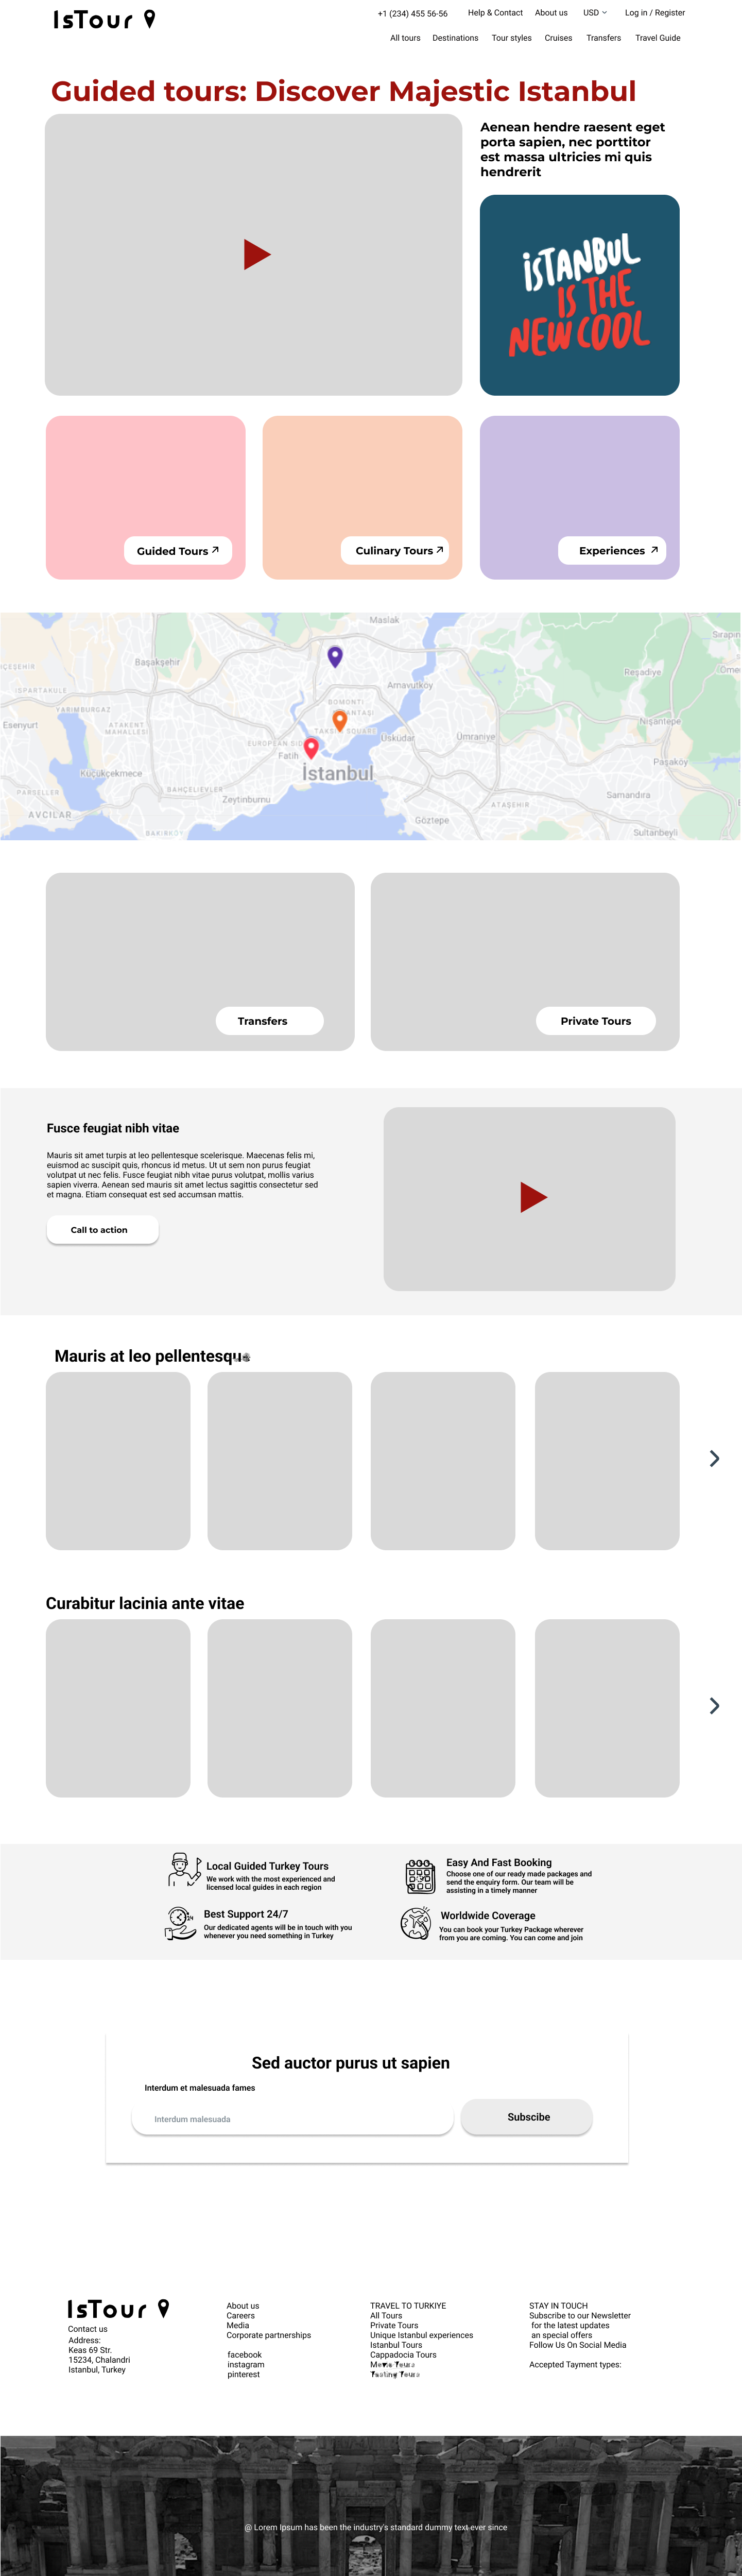 IsTour
+1 (234) 455 56-56 Help & Contact About us USD Log in / Register
All tours Destinations Tour styles Cruises Transfers Travel Guide
Guided tours: Discover Majestic Istanbul
Aenean hendre raesent eget
porta sapien, nec porttitor
est massa ultricies mi quis
hendrerit
iSTANBUL
IS THE
NEW COOL
Guided Tours
Culinary Tours
Experiences
Maslak
Sırapın
Başakşehir
İÇEŞEHİR
Reşadiye
Ömer
Arnavutköy
ISPARTAKULE
YARIMBURGAZ
BOMONTI
Nişantepe
Esenyurt
ATAKENT
MAHALLESİ
Üsküdar
Ümraniye
EUROPEAN SID
Fatih
Paşaköy
İstanbul
Küçükçekmece
PARSELLER
BAHÇELİEVLER
Zeytinburnu
ATAŞEHİR
Samandıra
AVCILAR
Göztepe
BAKIRKÖY
Sultanbeyli
Transfers
Private Tours
Fusce feugiat nibh vitae
Mauris sit amet turpis at leo pellentesque scelerisque. Maecenas felis mi,
euismod ac suscipit quis, rhoncus id metus. Ut ut sem non purus feugiat
volutpat ut nec felis. Fusce feugiat nibh vitae purus volutpat, mollis varius
sapien viverra. Aenean sed mauris sit amet lectus sagittis consectetur sed
et magna. Etiam consequat est sed accumsan mattis.
Call to action
Mauris at leo pellentesque
Curabitur lacinia ante vitae
Local Guided Turkey Tours
We work with the most experienced and
licensed local guides in each region
Easy And Fast Booking
Choose one of our ready made packages and
send the enquiry form. Our team will be
assisting in a timely manner
Best Support 24/7
Our dedicated agents will be in touch with you
whenever you need something in Turkey
Worldwide Coverage
You can book your Turkey Package wherever
from you are coming. You can come and join
Sed auctor purus ut sapien
Interdum et malesuada fames
Interdum malesuada
Subscibe
IsTour
Contact us
Address:
Keas 69 Str.
15234, Chalandri
Istanbul, Turkey
About us
Careers
Media
Corporate partnerships
facebook
instagram
pinterest
TRAVEL TO TURKIYE
All Tours
Private Tours
Unique Istanbul experiences
Istanbul Tours
Cappadocia Tours
Tours
Tasting Tours
STAY IN TOUCH
Subscribe to our Newsletter
for the latest updates
an special offers
Follow Us On Social Media
Accepted Tayment types:
@ Lorem Ipsum has been the industry's standard dummy text ever since